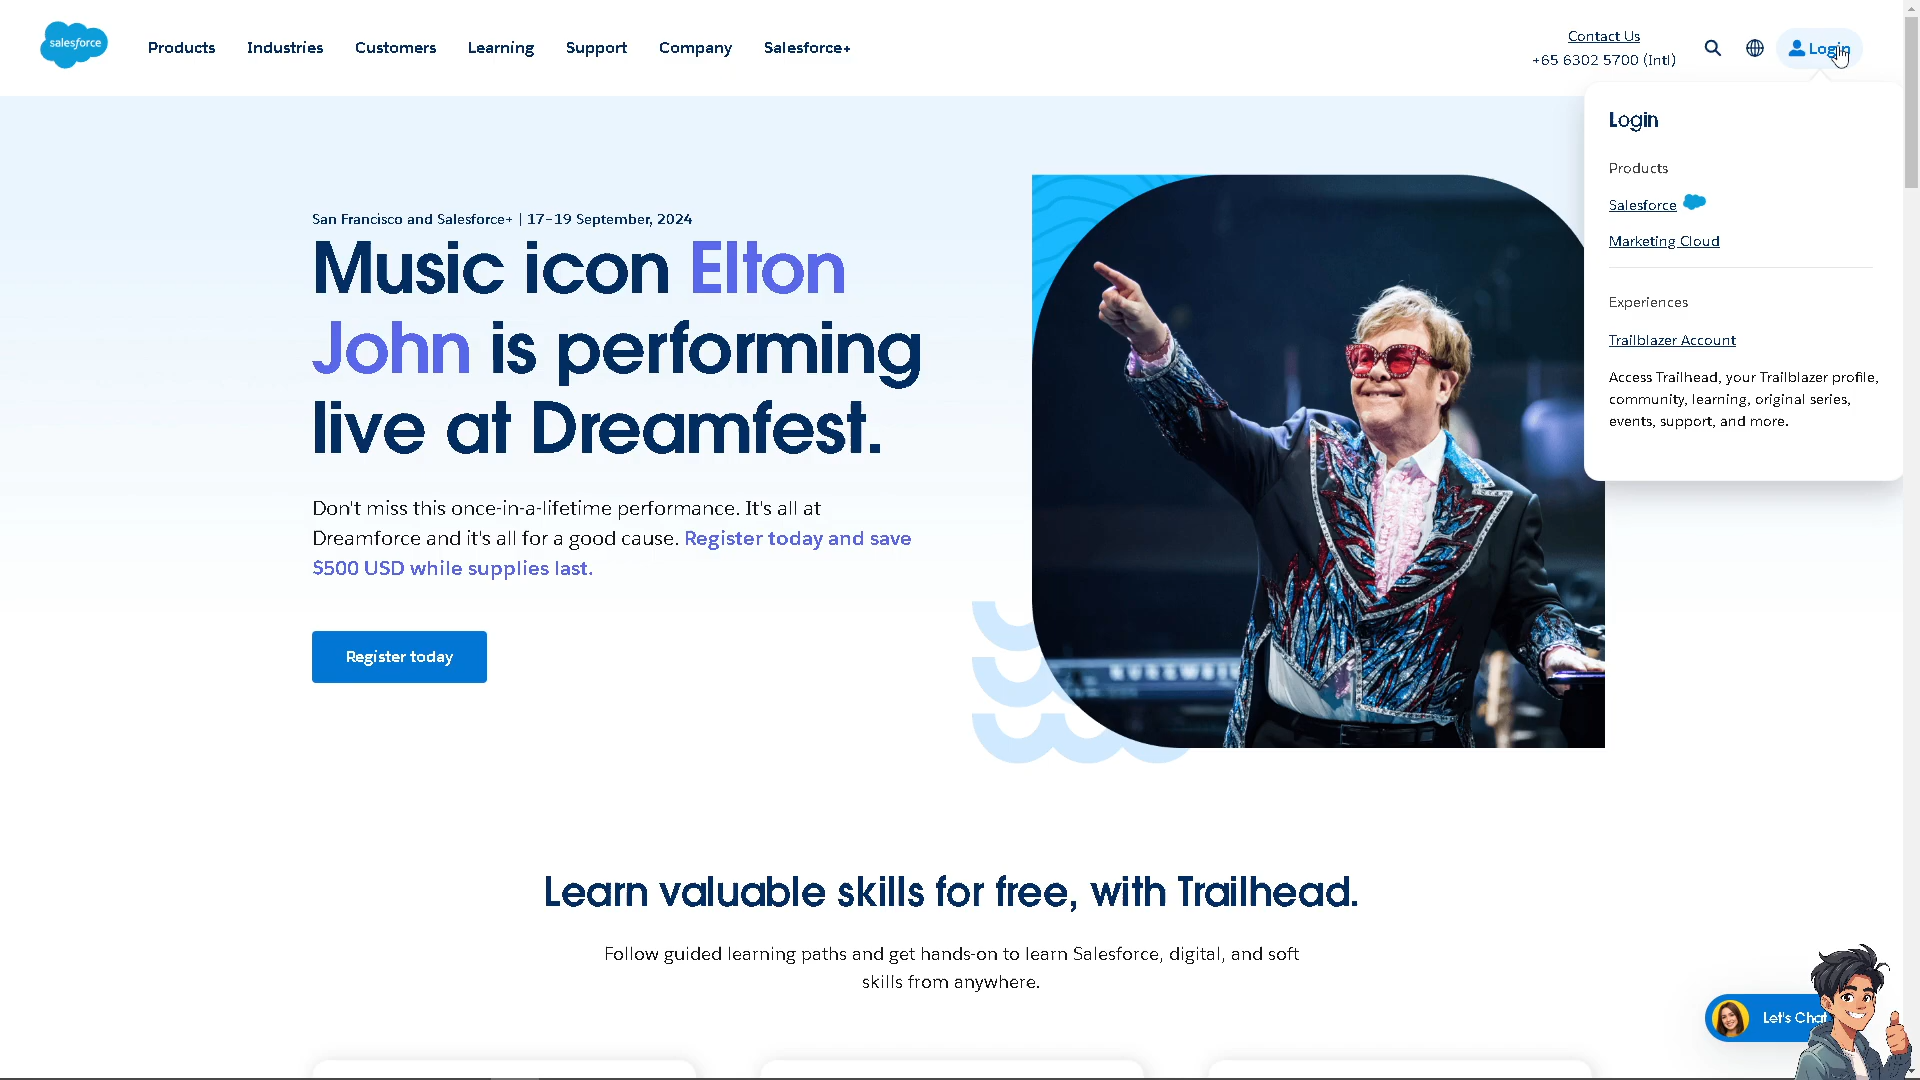 salesforce
Products
Industries
Customers
Learning
Support
Company
Salesforce+
Contact Us
+65 6302 5700 (Intl)
Login
Login
Products
Salesforce
Marketing Cloud
Experiences
Trailblazer Account
Access Trailhead, your Trailblazer profile,
community, learning, original series,
events, support, and more.
San Francisco and Salesforce+ | 17–19 September, 2024
Music icon Elton
John is performing
live at Dreamfest.
Don't miss this once-in-a-lifetime performance. It's all at
Dreamforce and it's all for a good cause. Register today and save
$500 USD while supplies last.
Register today
Learn valuable skills for free, with Trailhead.
Follow guided learning paths and get hands-on to learn Salesforce, digital, and soft
skills from anywhere.
Let's Chat